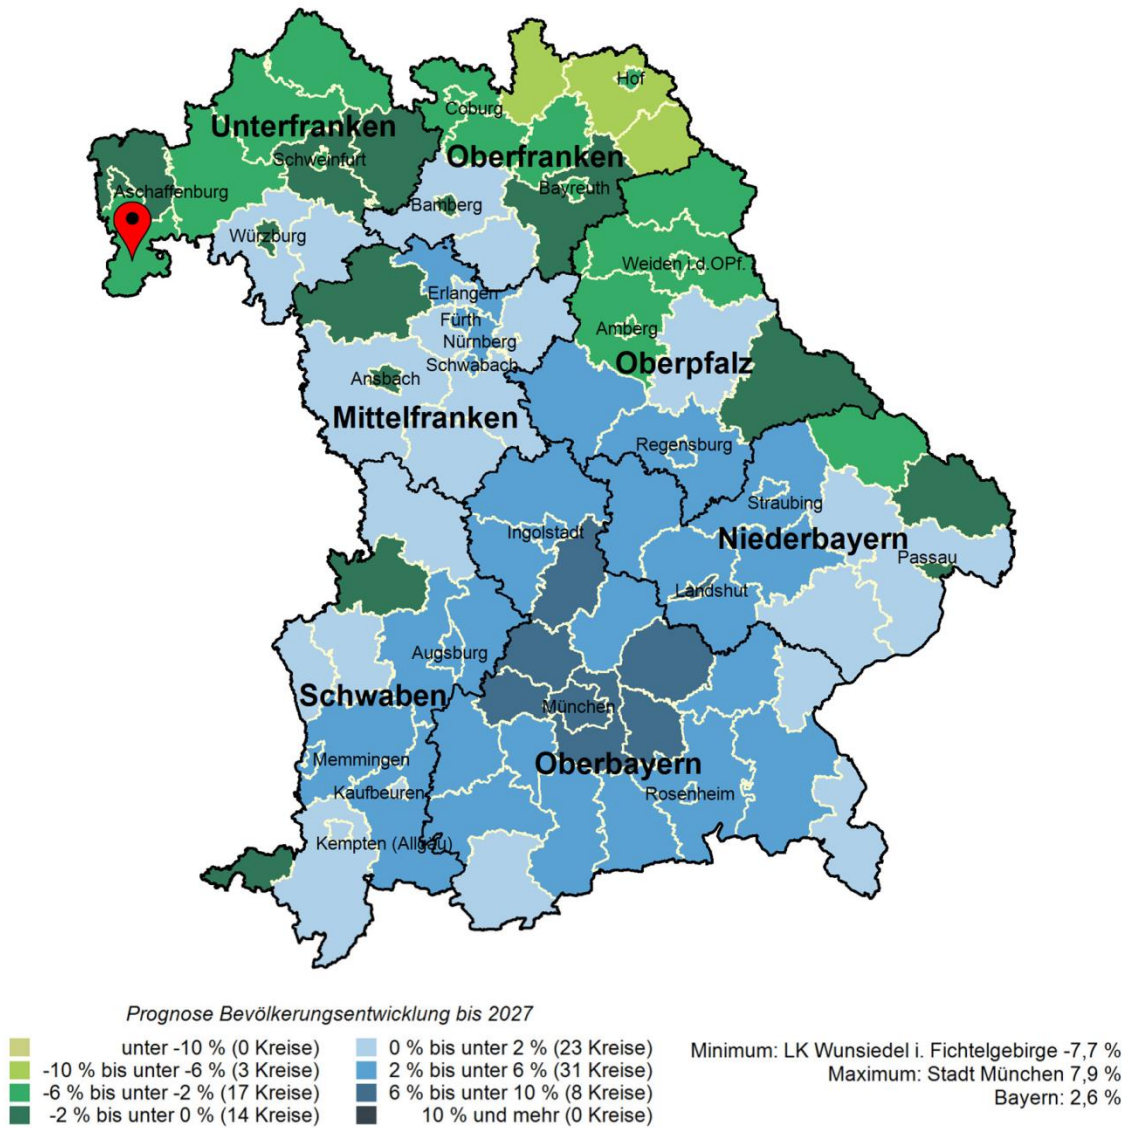 Hof
Coburg
Unterfranken
Oberfranken
Schweinfurt
Bayreuth
Aschaffenburg
Bamberg
Würzburg
Weiden i.d.OPf.
Erlangen
Fürth
Amberg
Nürnberg
Oberpfalz
Schwabach
Ansbach
Mittelfranken
Regensburg
Straubing
Ingolstadt
Niederbayern
Passau
Landshut
Augsburg
Schwaben
München
Memmingen
Oberbayern
Kaufbeuren
Rosenheim
Kempten (Allgäu)
Prognose Bevölkerungsentwicklung bis 2027
unter -10 % (0 Kreise)
-10 % bis unter -6 % (3 Kreise)
-6 % bis unter -2 % (17 Kreise)
-2 % bis unter 0 % (14 Kreise)
0 % bis unter 2 % (23 Kreise)
2 % bis unter 6 % (31 Kreise)
6 % bis unter 10 % (8 Kreise)
10 % und mehr (0 Kreise)
Minimum: LK Wunsiedel i. Fichtelgebirge -7,7 %
Maximum: Stadt München 7,9 %
Bayern: 2,6 %